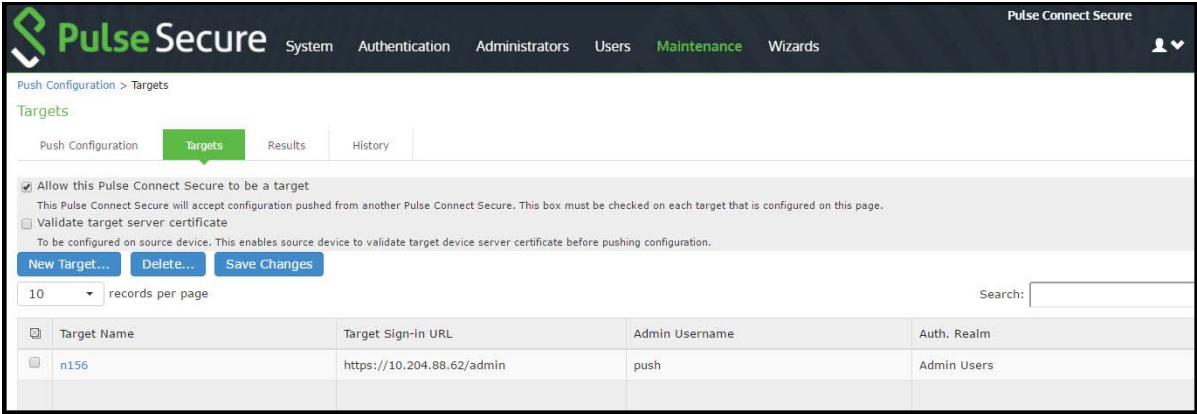 Pulse Connect Secure
Pulse Secure System Authentication Administrators Users Maintenance Wizards
Push Configuration > Targets
Targets
Push Configuration Targets Results History
Allow this Pulse Connect Secure to be a target
This Pulse Connect Secure will accept configuration pushed from another Pulse Connect Secure. This box must be checked on each target that is configured on this page.
Validate target server certificate
To be configured on source device. This enables source device to validate target device server certificate before pushing configuration.
New Target... Delete... Save Changes
10 records per page Search:
Target Name Target Sign-in URL Admin Username Auth. Realm
n156 https://10.204.88.62/admin push Admin Users